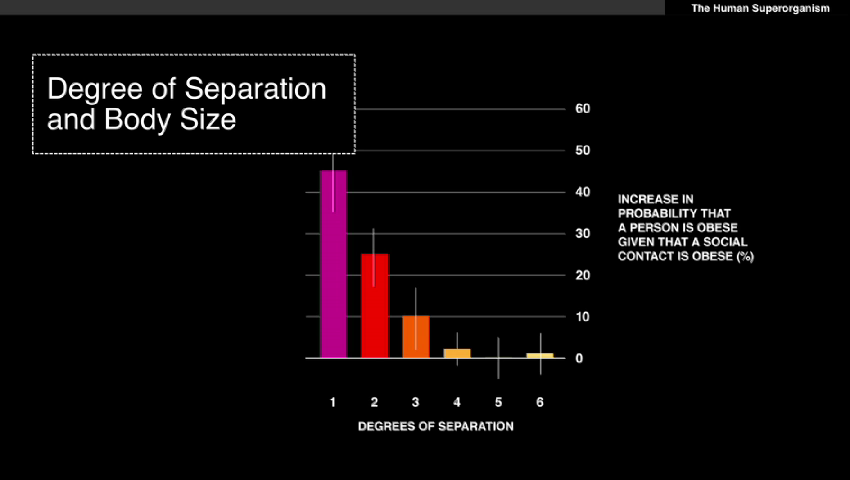 The Human Superorganism
Degree of Separation
and Body Size
60
50
40
30
20
10
0
INCREASE IN
PROBABILITY THAT
A PERSON IS OBESE
GIVEN THAT A SOCIAL
CONTACT IS OBESE (%)
1 2 3 4 5 6
DEGREES OF SEPARATION